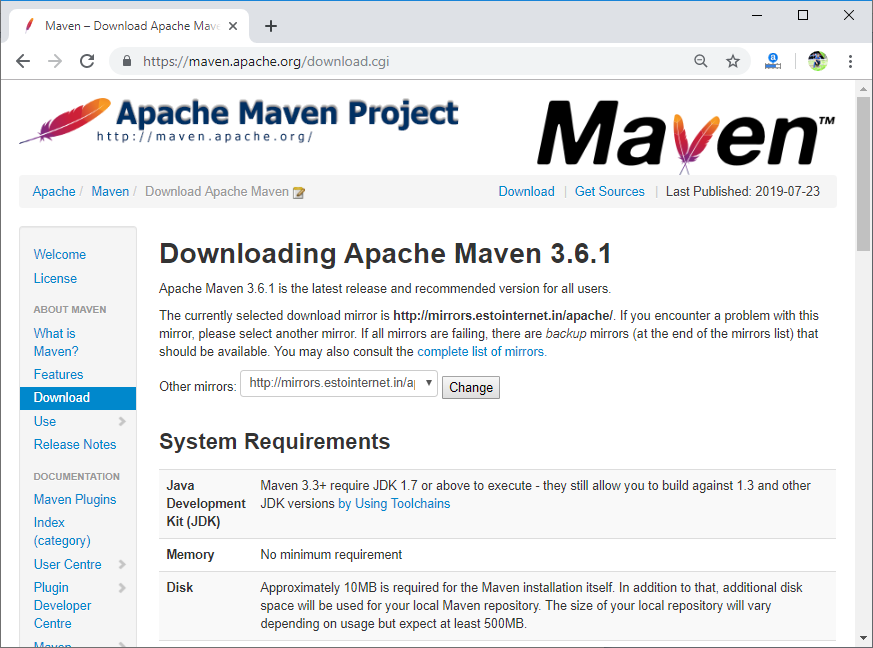 Maven – Download Apache Mav
https://maven.apache.org/download.cgi
Apache Maven Project
http://maven.apache.org/
Maven™
Apache / Maven / Download Apache Maven
Download | Get Sources | Last Published: 2019-07-23
Welcome
License
ABOUT MAVEN
What is
Maven?
Features
Download
Use
Release Notes
DOCUMENTATION
Maven Plugins
Index
(category)
User Centre
Plugin
Developer
Centre
Maven
Downloading Apache Maven 3.6.1
Apache Maven 3.6.1 is the latest release and recommended version for all users.
The currently selected download mirror is http://mirrors.estointernet.in/apache/. If you encounter a problem with this
mirror, please select another mirror. If all mirrors are failing, there are backup mirrors (at the end of the mirrors list) that
should be available. You may also consult the complete list of mirrors.
Other mirrors: http://mirrors.estointernet.in/ap Change
System Requirements
Java
Development
Kit (JDK)
Maven 3.3+ require JDK 1.7 or above to execute - they still allow you to build against 1.3 and other
JDK versions by Using Toolchains
Memory
No minimum requirement
Disk
Approximately 10MB is required for the Maven installation itself. In addition to that, additional disk
space will be used for your local Maven repository. The size of your local repository will vary
depending on usage but expect at least 500MB.